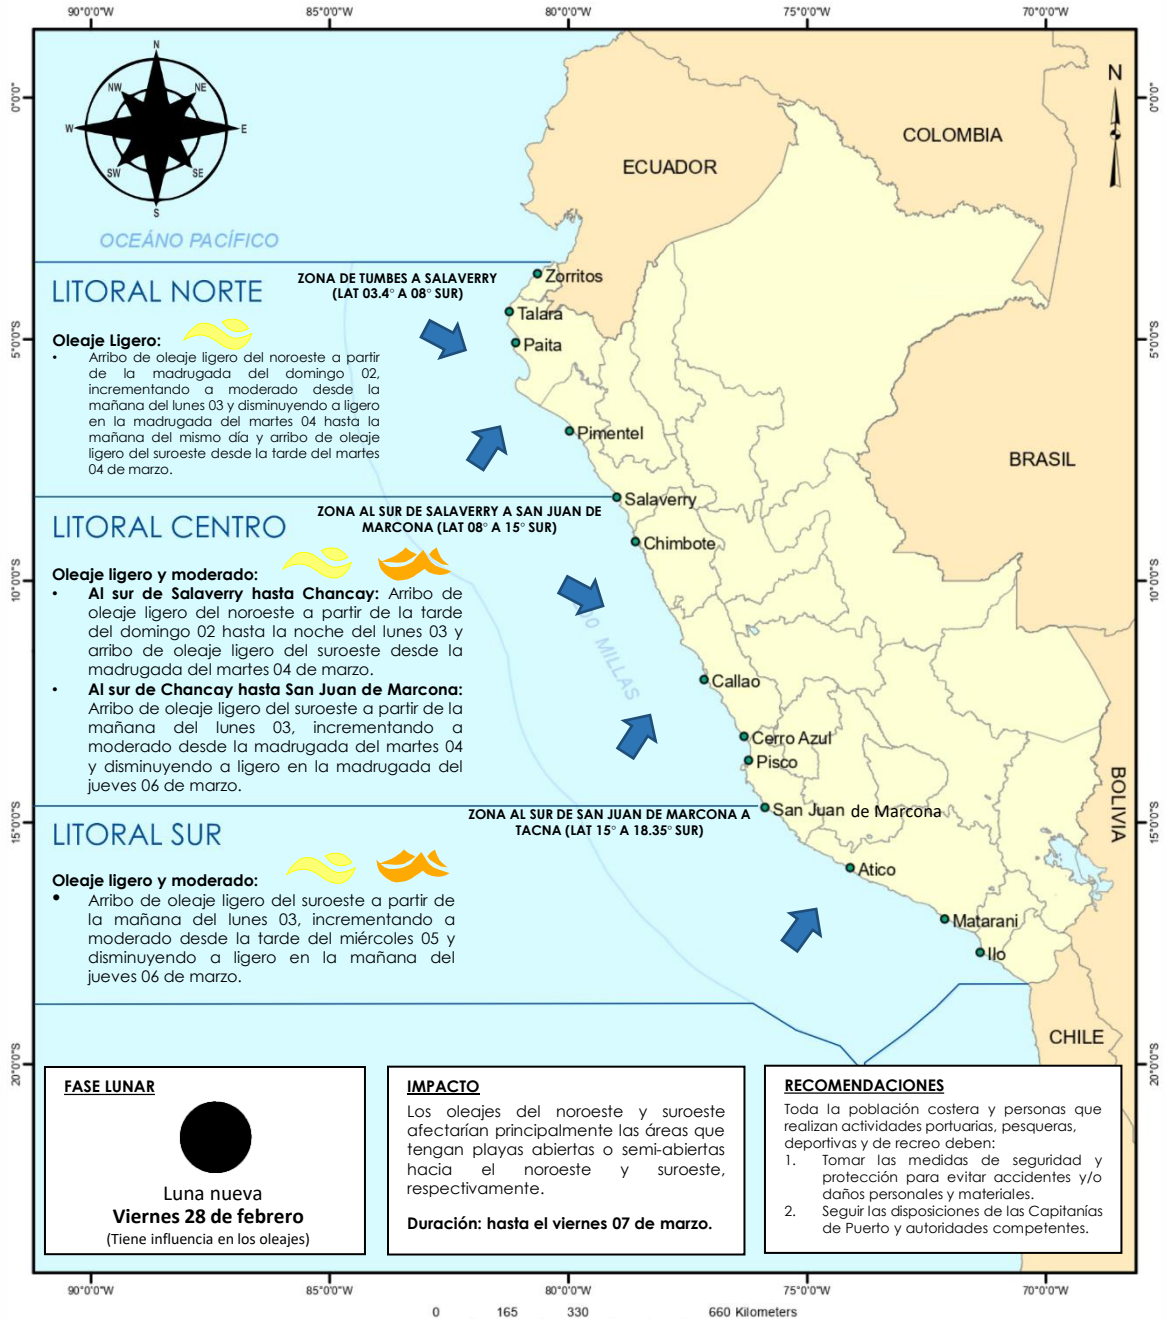 90°0'0"W
85°0'0"W
80°0'0"W
75°0'0"W
70°0'0"W
0°0'0"
5°0'0"S
10°0'0"S
15°0'0"S
20°0'0"S
0°0'0"
5°0'0"S
10°0'0"S
15°0'0"S
20°0'0"S
N
NW
NE
W
E
SW
SE
S
N
COLOMBIA
ECUADOR
BRASIL
BOLIVIA
CHILE
OCEÁNO PACÍFICO
00 MILLAS
Zorritos
Talara
Paita
Pimentel
Salaverry
Chimbote
Callao
Cerro Azul
Pisco
San Juan de Marcona
Atico
Matarani
Ilo
LITORAL NORTE
ZONA DE TUMBES A SALAVERRY
(LAT 03.4° A 08° SUR)
Oleaje Ligero:
• Arribo de oleaje ligero del noroeste a partir
de la madrugada del domingo 02,
incrementando a moderado desde la
mañana del lunes 03 y disminuyendo a ligero
en la madrugada del martes 04 hasta la
mañana del mismo día y arribo de oleaje
ligero del suroeste desde la tarde del martes
04 de marzo.
LITORAL CENTRO
ZONA AL SUR DE SALAVERRY A SAN JUAN DE
MARCONA (LAT 08° A 15° SUR)
Oleaje ligero y moderado:
• Al sur de Salaverry hasta Chancay: Arribo de
oleaje ligero del noroeste a partir de la tarde
del domingo 02 hasta la noche del lunes 03 y
arribo de oleaje ligero del suroeste desde la
madrugada del martes 04 de marzo.
• Al sur de Chancay hasta San Juan de Marcona:
Arribo de oleaje ligero del suroeste a partir de la
mañana del lunes 03, incrementando a
moderado desde la madrugada del martes 04
y disminuyendo a ligero en la madrugada del
jueves 06 de marzo.
LITORAL SUR
ZONA AL SUR DE SAN JUAN DE MARCONA A
TACNA (LAT 15° A 18.35° SUR)
Oleaje ligero y moderado:
• Arribo de oleaje ligero del suroeste a partir de
la mañana del lunes 03, incrementando a
moderado desde la tarde del miércoles 05 y
disminuyendo a ligero en la mañana del
jueves 06 de marzo.
FASE LUNAR
Luna nueva
Viernes 28 de febrero
(Tiene influencia en los oleajes)
IMPACTO
Los oleajes del noroeste y suroeste
afectarían principalmente las áreas que
tengan playas abiertas o semi-abiertas
hacia el noroeste y suroeste,
respectivamente.
Duración: hasta el viernes 07 de marzo.
RECOMENDACIONES
Toda la población costera y personas que
realizan actividades portuarias, pesqueras,
deportivas y de recreo deben:
1. Tomar las medidas de seguridad y
protección para evitar accidentes y/o
daños personales y materiales.
2. Seguir las disposiciones de las Capitanías
de Puerto y autoridades competentes.
90°0'0"W
85°0'0"W
80°0'0"W
75°0'0"W
70°0'0"W
0 165 330 660 Kilometers